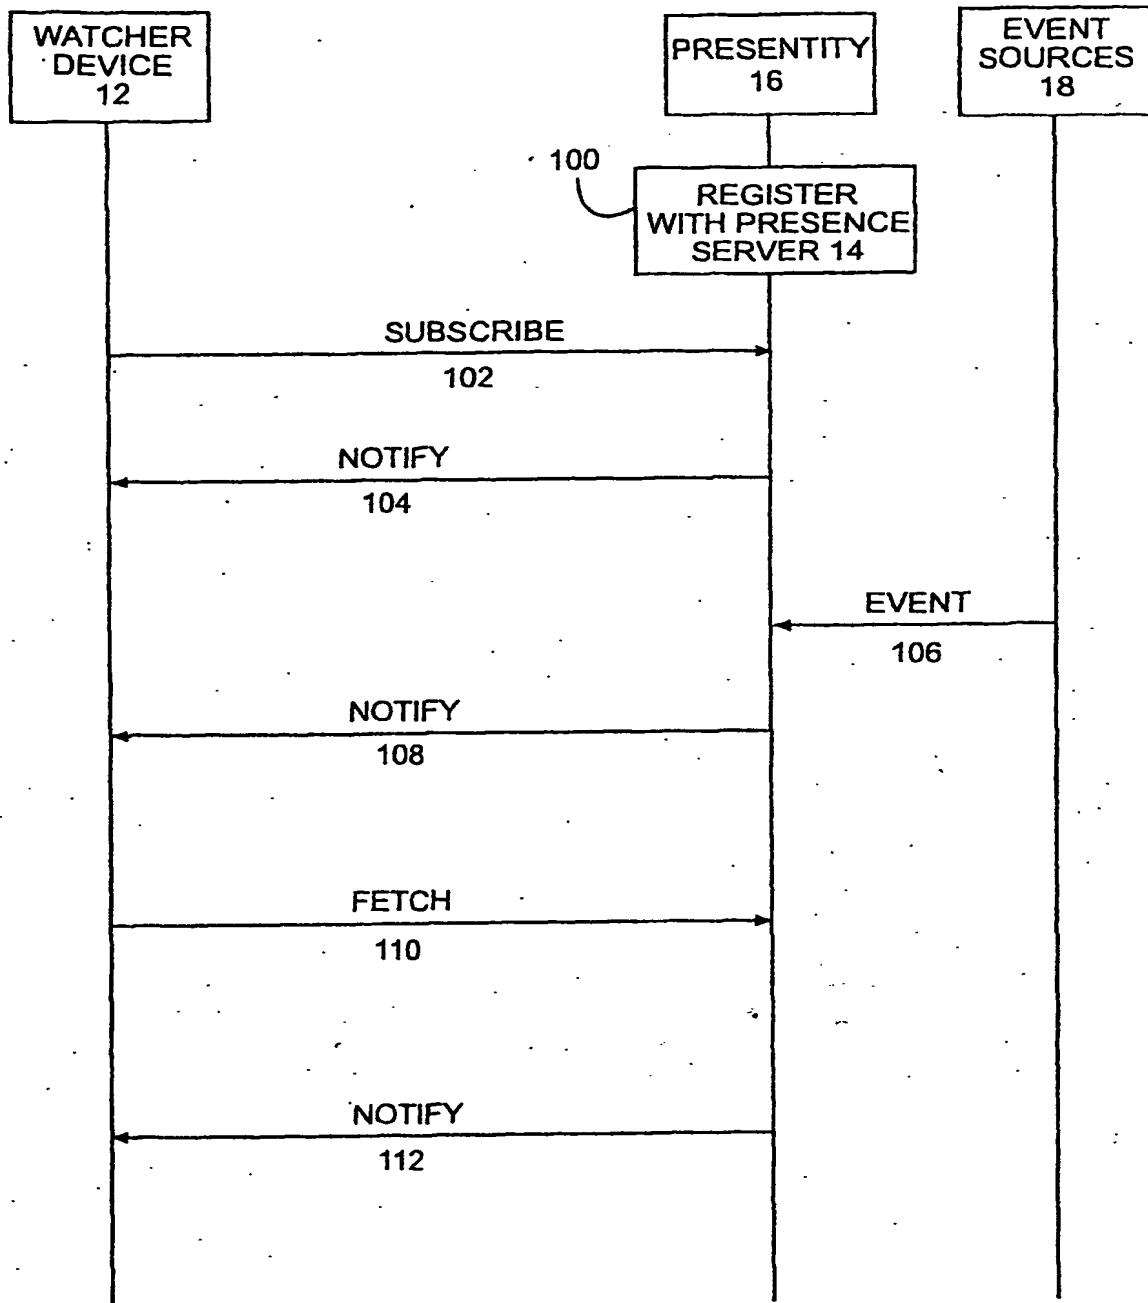 WATCHER
DEVICE
12
PRESENTITY
16
EVENT
SOURCES
18
100
REGISTER
WITH PRESENCE
SERVER 14
SUBSCRIBE
102
NOTIFY
104
EVENT
106
NOTIFY
108
FETCH
110
NOTIFY
112